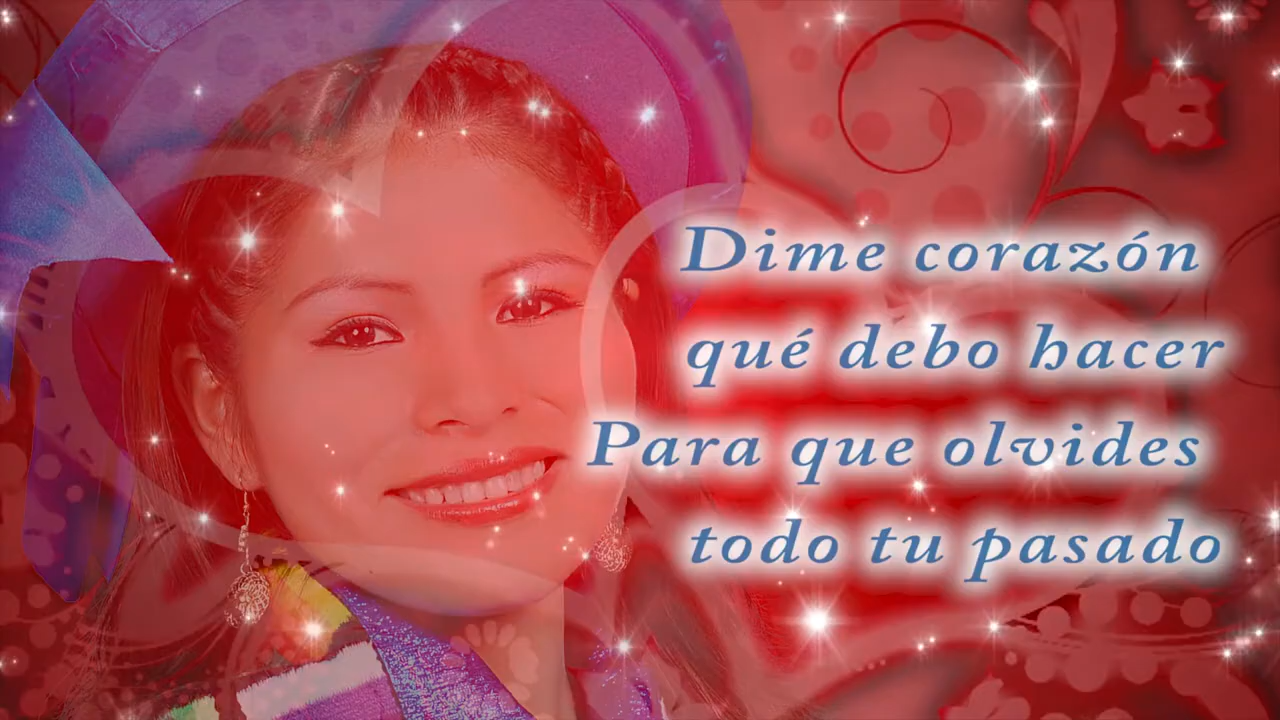 Dime corazón
qué debo hacer
Para que olvides
todo tu pasado